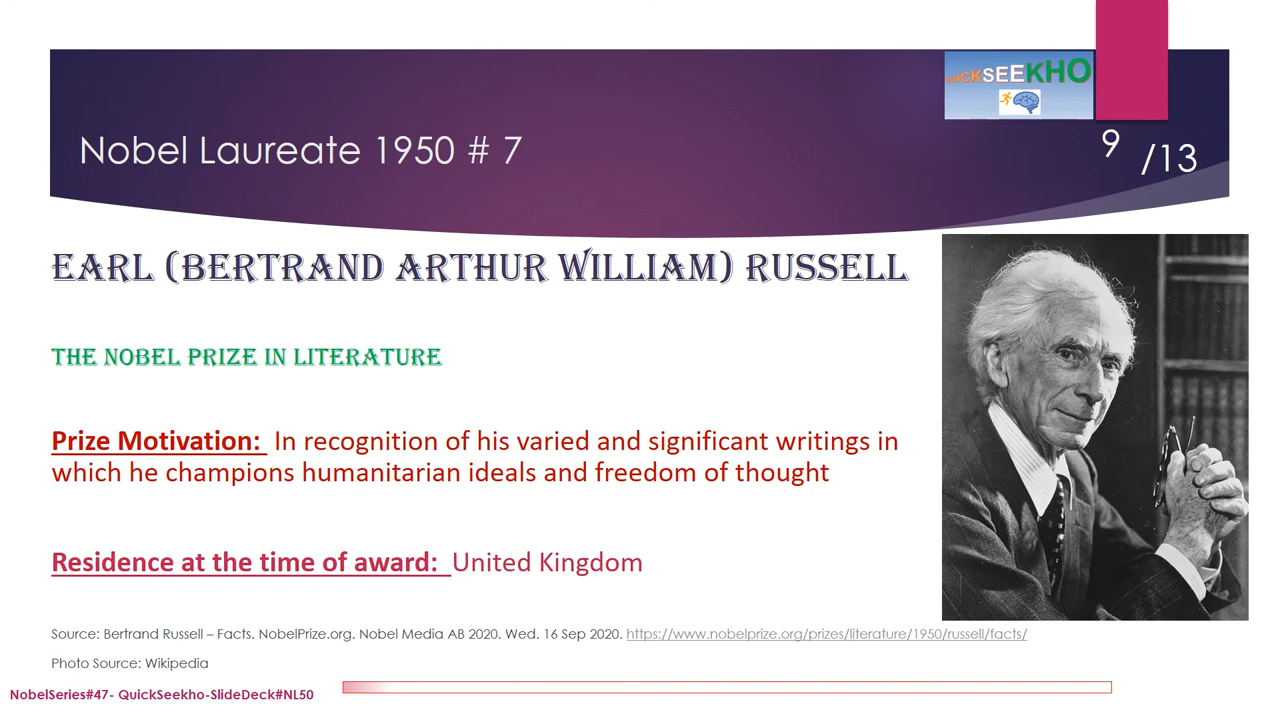 QUICKSEEKHO
Nobel Laureate 1950 # 7
9 /13
EARL (BERTRAND ARTHUR WILLIAM) RUSSELL
THE NOBEL PRIZE IN LITERATURE
Prize Motivation: In recognition of his varied and significant writings in
which he champions humanitarian ideals and freedom of thought
Residence at the time of award: United Kingdom
Source: Bertrand Russell – Facts. NobelPrize.org. Nobel Media AB 2020. Wed. 16 Sep 2020. https://www.nobelprize.org/prizes/literature/1950/russell/facts/
Photo Source: Wikipedia
NobelSeries#47- QuickSeekho-SlideDeck#NL50